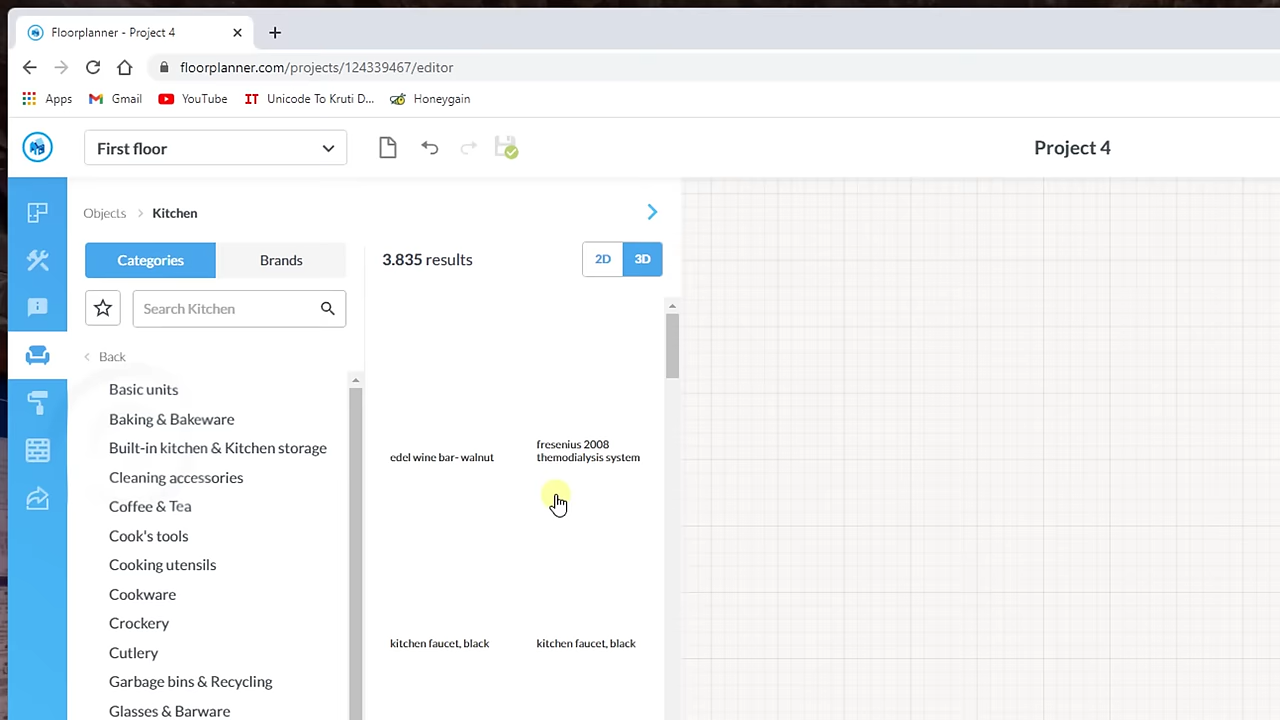 Floorplanner - Project 4
floorplanner.com/projects/124339467/editor
Apps
Gmail
YouTube
IT Unicode To Kruti D...
Honeygain
First floor
Project 4
Objects > Kitchen
Categories
Brands
3.835 results
2D
3D
Search Kitchen
Back
Basic units
Baking & Bakeware
Built-in kitchen & Kitchen storage
Cleaning accessories
Coffee & Tea
Cook's tools
Cooking utensils
Cookware
Crockery
Cutlery
Garbage bins & Recycling
Glasses & Barware
edel wine bar- walnut
fresenius 2008
themodialysis system
kitchen faucet, black
kitchen faucet, black